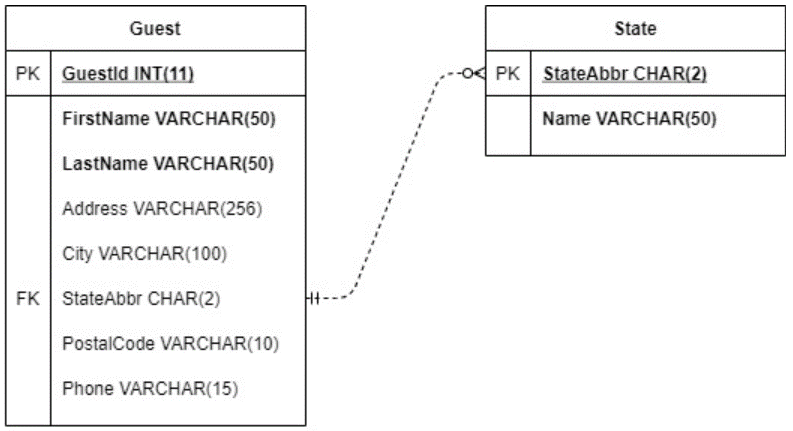 Guest
PK GuestId INT(11)
FirstName VARCHAR(50)
LastName VARCHAR(50)
Address VARCHAR(256)
City VARCHAR(100)
FK StateAbbr CHAR(2)
PostalCode VARCHAR(10)
Phone VARCHAR(15)
State
PK StateAbbr CHAR(2)
Name VARCHAR(50)